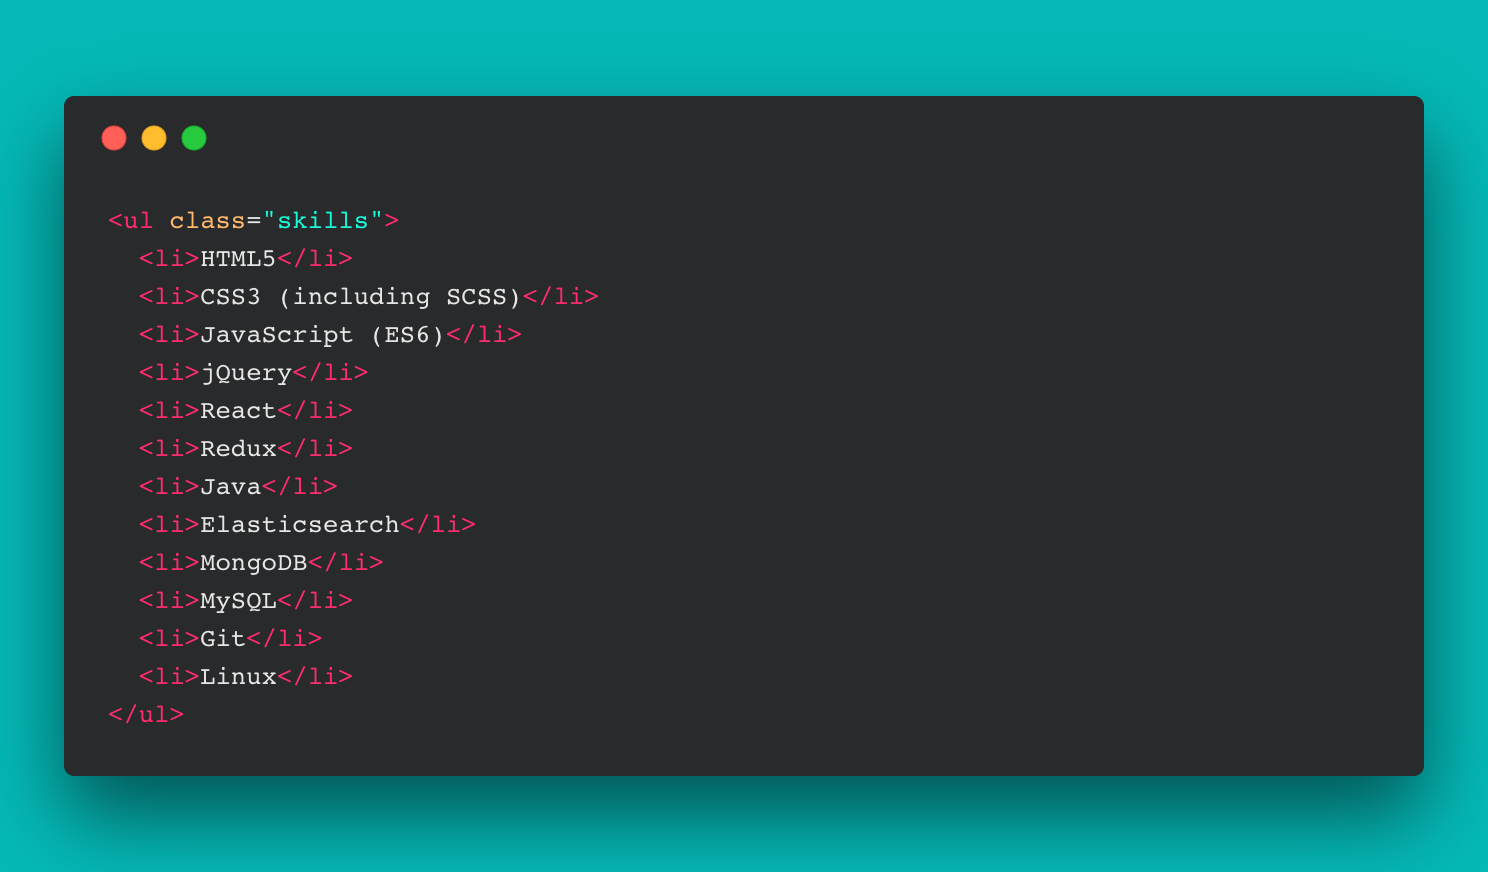 <ul class="skills">
  <li>HTML5</li>
  <li>CSS3 (including SCSS)</li>
  <li>JavaScript (ES6)</li>
  <li>jQuery</li>
  <li>React</li>
  <li>Redux</li>
  <li>Java</li>
  <li>Elasticsearch</li>
  <li>MongoDB</li>
  <li>MySQL</li>
  <li>Git</li>
  <li>Linux</li>
</ul>